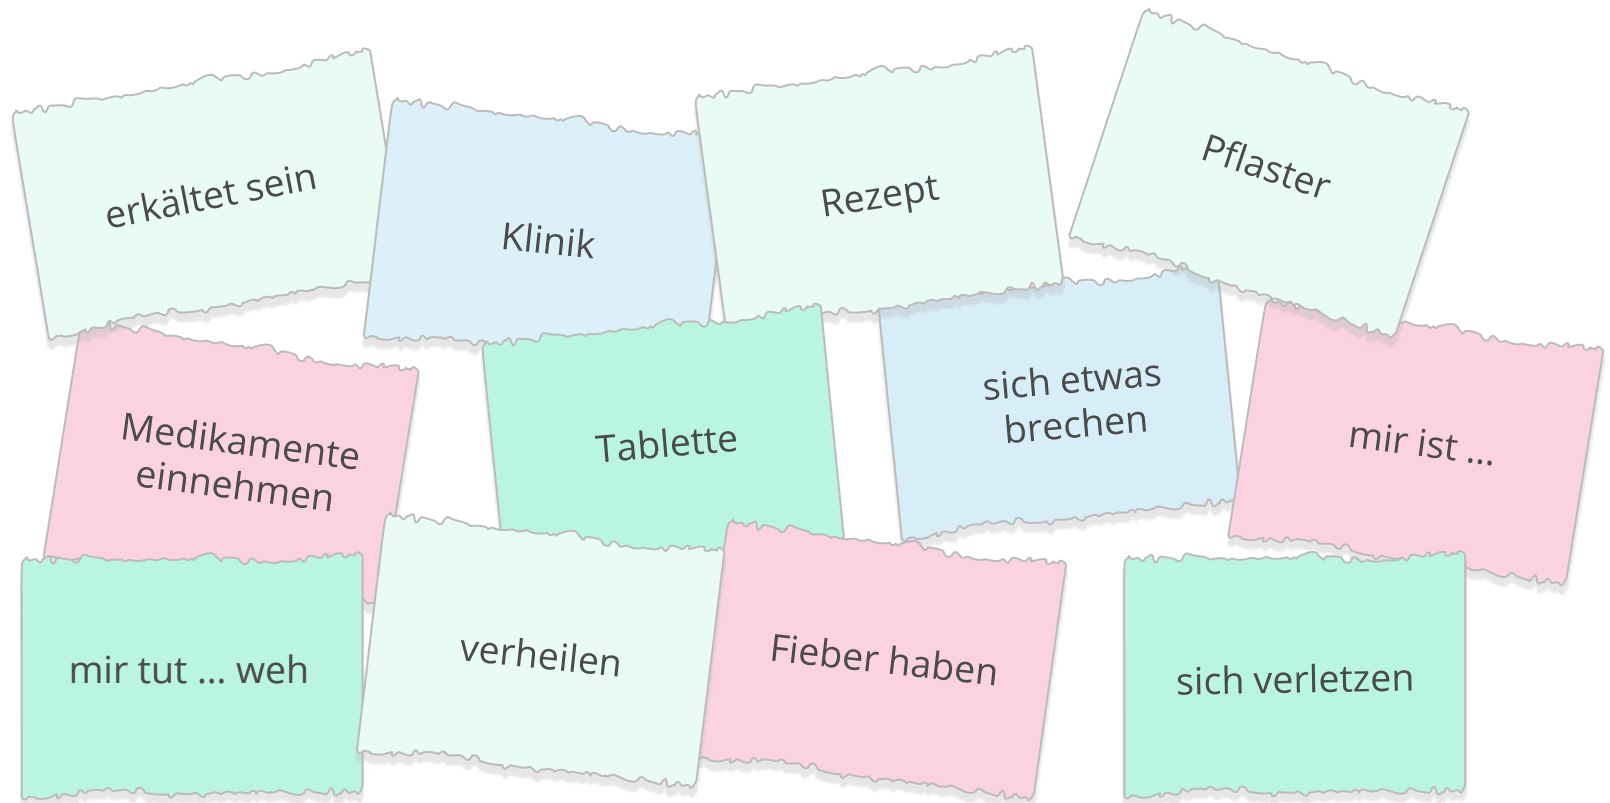 erkältet sein
Klinik
Rezept
Pflaster
Medikamente
einnehmen
Tablette
sich etwas
brechen
mir ist ...
mir tut ... weh
verheilen
Fieber haben
sich verletzen